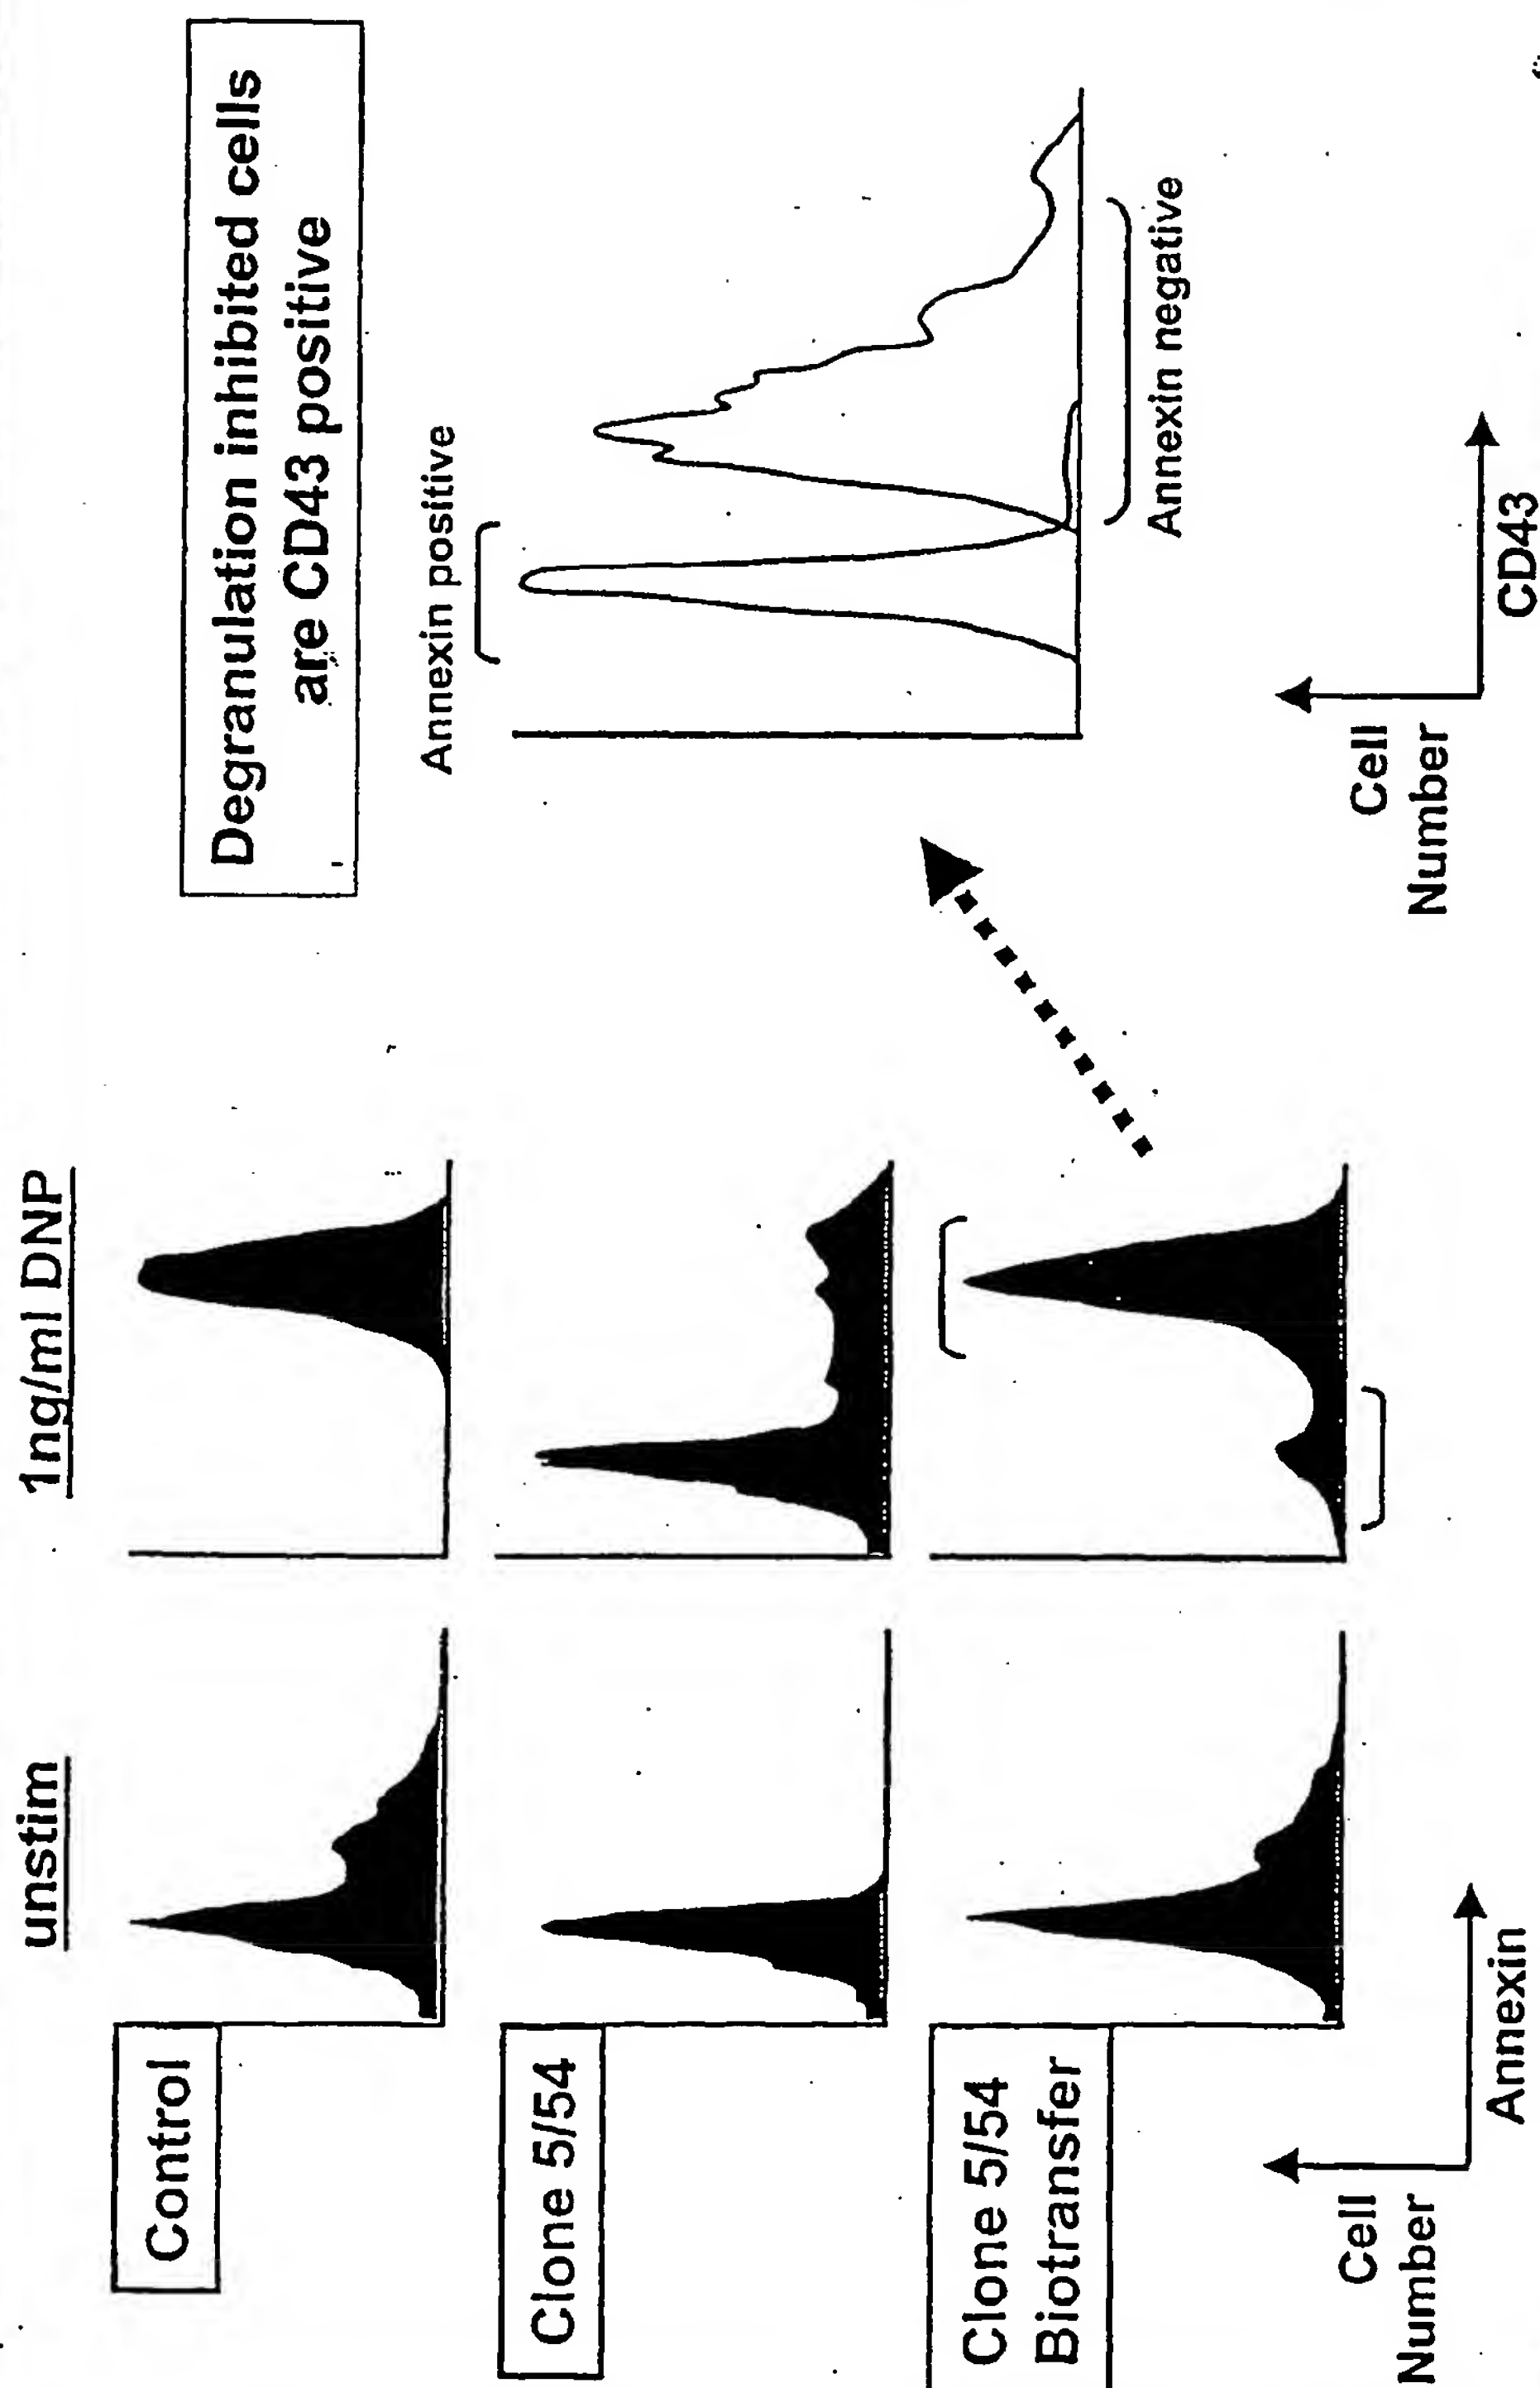 unstim
1ng/ml DNP
Control
Clone 5/54
Clone 5/54
Biotransfer
Cell
Number
Annexin
Degranulation inhibited cells
are CD43 positive
Annexin positive
Annexin negative
Cell
Number
CD43